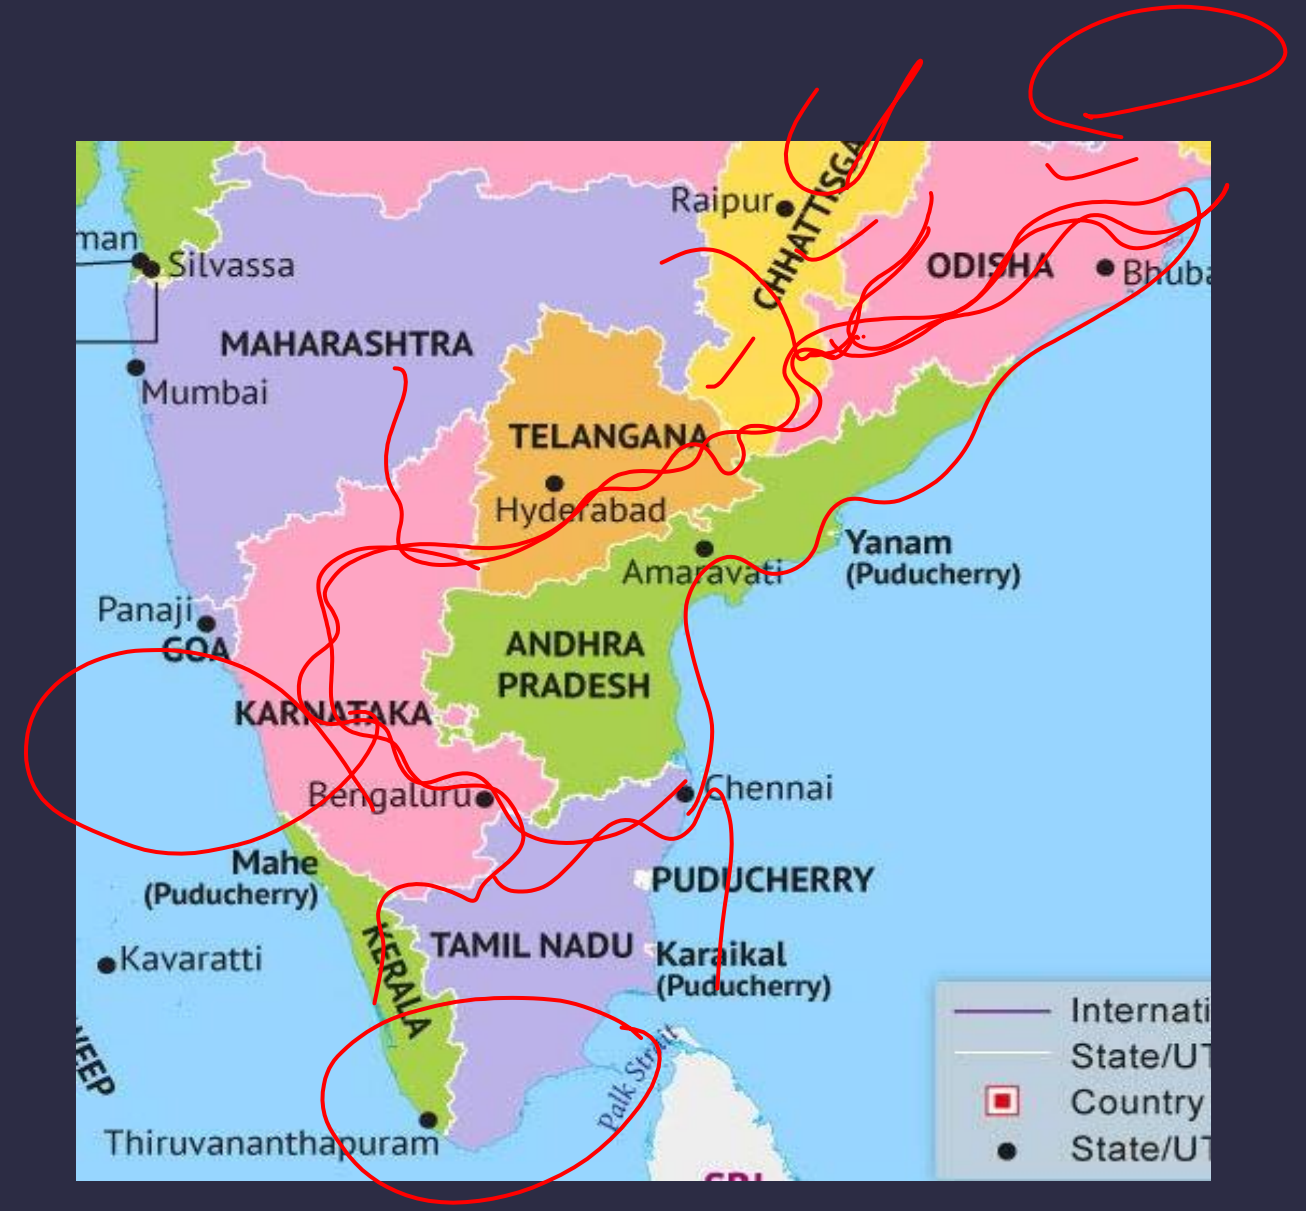 CHHATTISGA
Raipur
man
Silvassa
ODISHA
Bhuba
MAHARASHTRA
Mumbai
TELANGANA
Hyderabad
Yanam
(Puducherry)
Amaravati
Panaji
GOA
ANDHRA
PRADESH
KARNATAKA
Bengaluru
Chennai
Mahe
(Puducherry)
PUDUCHERRY
KERALA
TAMIL NADU
Karaikal
(Puducherry)
Kavaratti
WEEP
Palk Strait
Thiruvananthapuram
Internati
State/UT
Country
State/UT
SRI